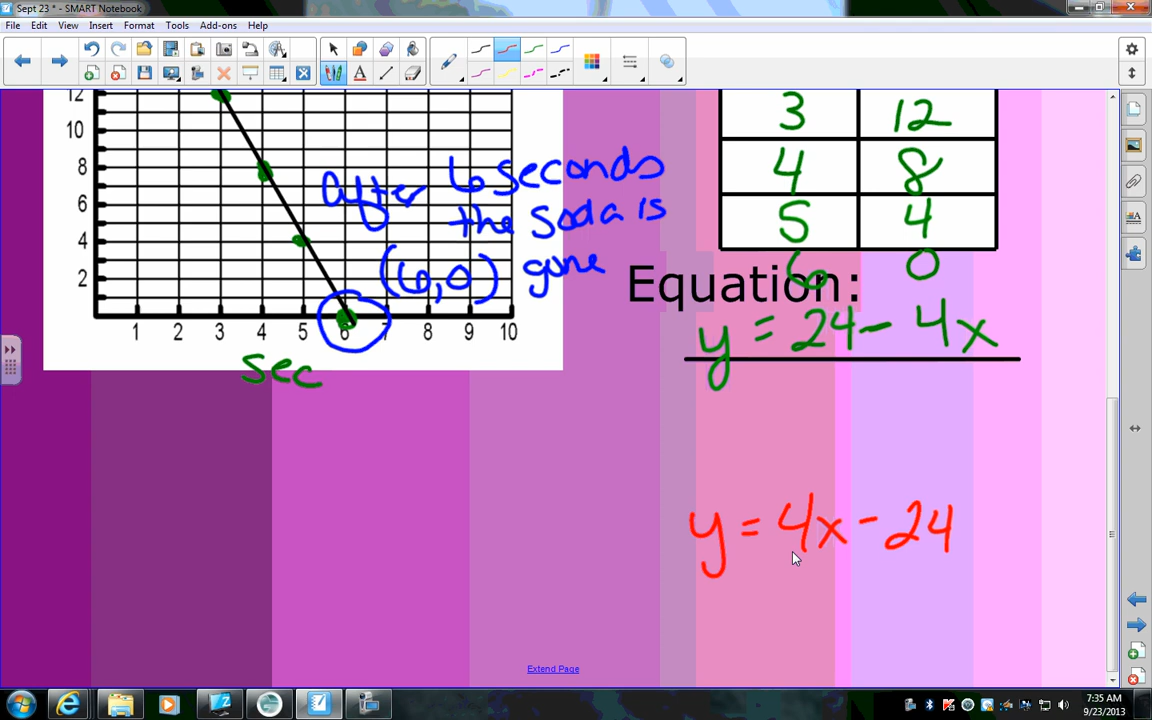 Sept 23 * - SMART Notebook
File Edit View Insert Format Tools Add-ons Help
12
10
8
6
4
2
1 2 3 4 5 6 7 8 9 10
sec
after 6 seconds
the soda is
gone
(6,0)
3 12
4 8
5 4
6 0
Equation:
y = 24 - 4x
y = 4x - 24
Extend Page
7:35 AM
9/23/2013